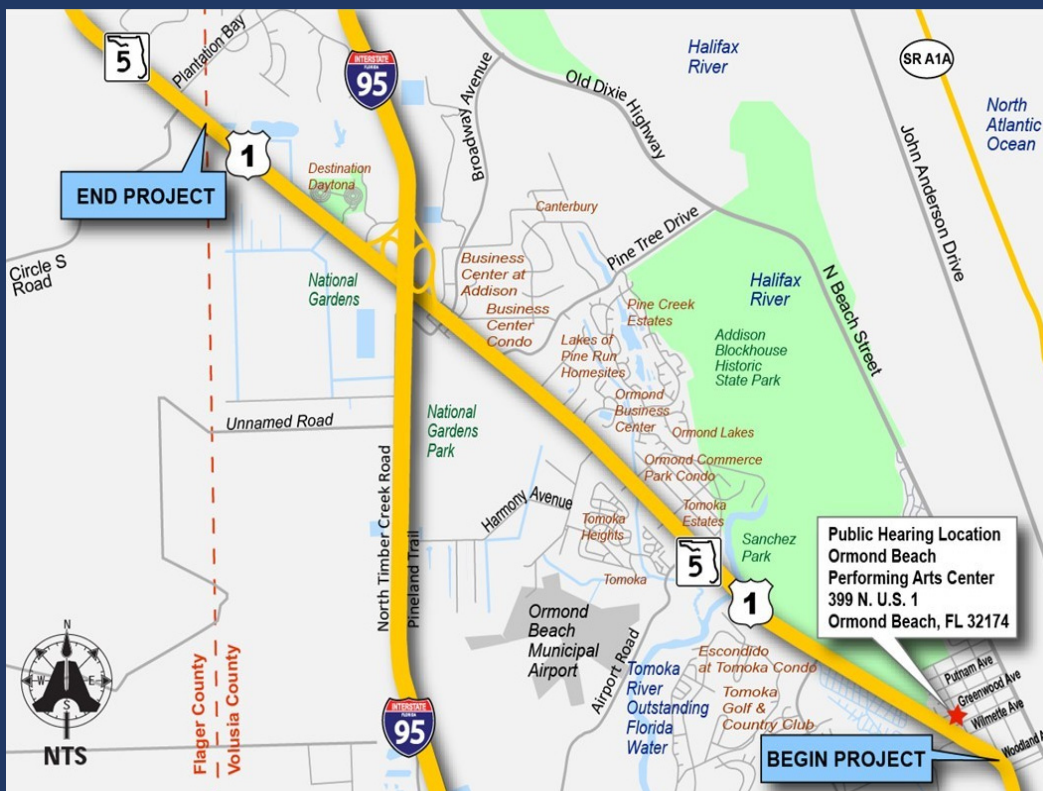 5
Plantation Bay
INTERSTATE
FLORIDA
95
Broadway Avenue
Old Dixie Highway
Halifax
River
SR A1A
North
Atlantic
Ocean
John Anderson Drive
1
END PROJECT
Destination
Daytona
Canterbury
Pine Tree Drive
Circle S
Road
National
Gardens
Business
Center at
Addison
Business
Center
Condo
Pine Creek
Estates
Halifax
River
N Beach Street
Lakes of
Pine Run
Homesites
Addison
Blockhouse
Historic
State Park
Ormond
Business
Center
Unnamed Road
National
Gardens
Park
Ormond Lakes
Ormond Commerce
Park Condo
North Timber Creek Road
Pineland Trail
Harmony Avenue
Tomoka
Heights
Tomoka
Estates
Tomoka
5
1
Sanchez
Park
Public Hearing Location
Ormond Beach
Performing Arts Center
399 N. U.S. 1
Ormond Beach, FL 32174
Ormond
Beach
Municipal
Airport
Airport Road
Tomoka
River
Outstanding
Florida
Water
Escondido
at Tomoka Condo
Tomoka
Golf &
Country Club
Putnam Ave
Greenwood Ave
Wilmette Ave
Woodland A
BEGIN PROJECT
N
W
E
S
NTS
Flager County
Volusia County
INTERSTATE
FLORIDA
95